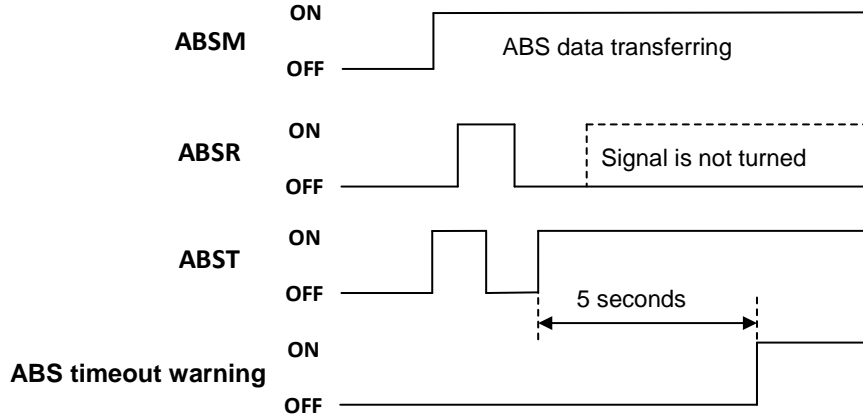 ON
ABSM
ABS data transferring
OFF
ON
ABSR
Signal is not turned
OFF
ON
ABST
OFF
5 seconds
ON
ABS timeout warning
OFF